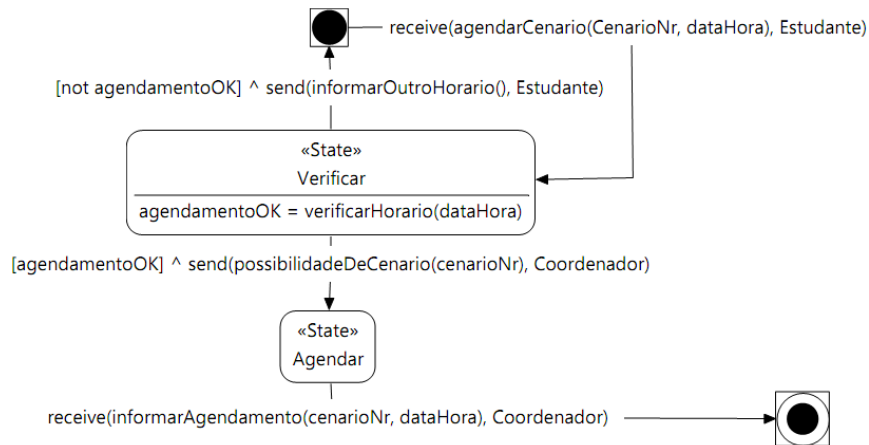 receive(agendarCenario(CenarioNr, dataHora), Estudante)
[not agendamentoOK] ^ send(informarOutroHorario(), Estudante)
«State»
Verificar
agendamentoOK = verificarHorario(dataHora)
[agendamentoOK] ^ send(possibilidadeDeCenario(cenarioNr), Coordenador)
«State»
Agendar
receive(informarAgendamento(cenarioNr, dataHora), Coordenador)